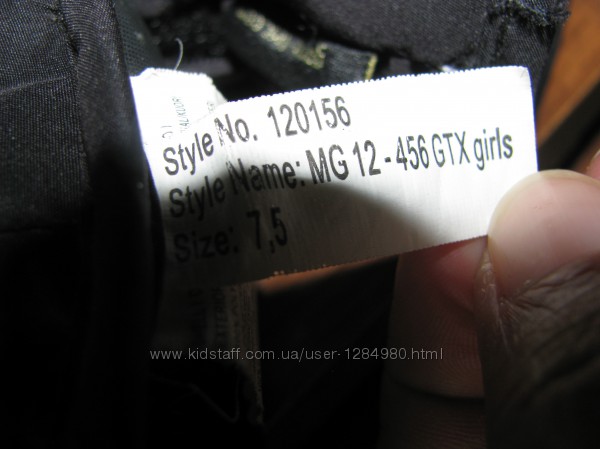 Style No. 120156
Style Name: MG 12 - 456 GTX girls
Size: 7,5
www.kidstaff.com.ua/user-1284980.html